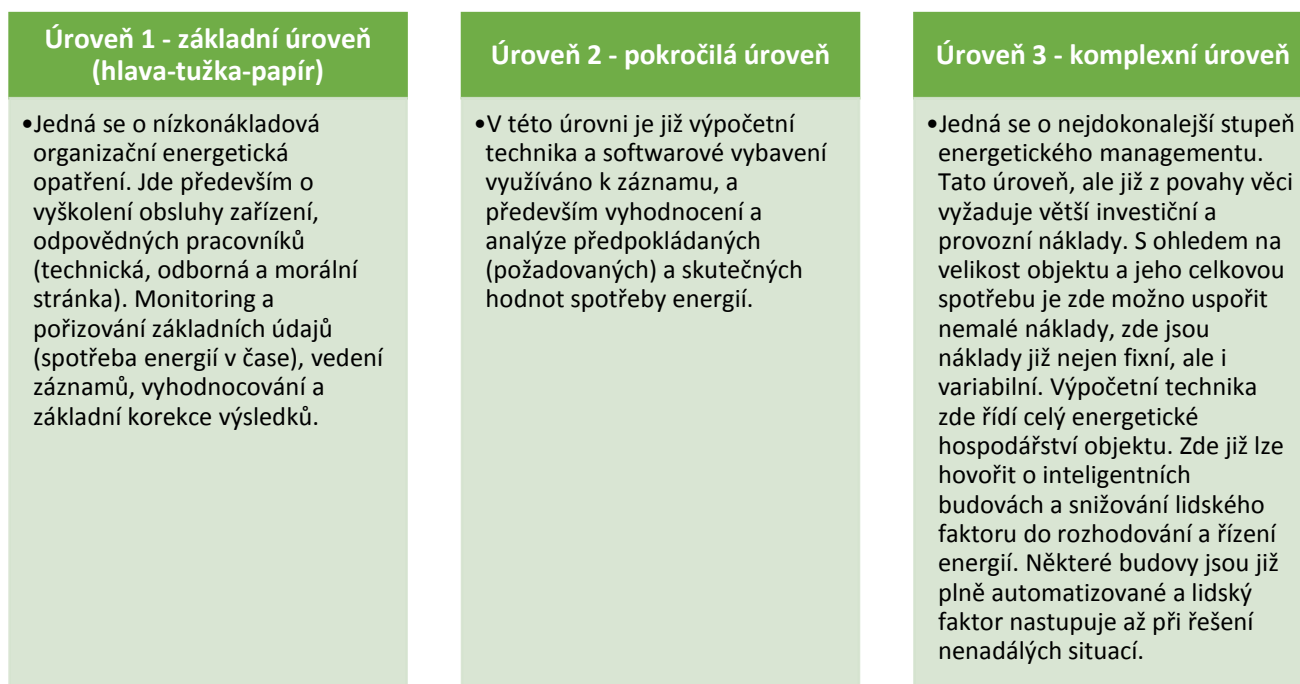 Úroveň 1 - základní úroveň
(hlava-tužka-papír)
•Jedná se o nízkonákladová
organizační energetická
opatření. Jde především o
vyškolení obsluhy zařízení,
odpovědných pracovníků
(technická, odborná a morální
stránka). Monitoring a
pořizování základních údajů
(spotřeba energií v čase), vedení
záznamů, vyhodnocování a
základní korekce výsledků.
Úroveň 2 - pokročilá úroveň
•V této úrovni je již výpočetní
technika a softwarové vybavení
využíváno k záznamu, a
především vyhodnocení a
analýze předpokládaných
(požadovaných) a skutečných
hodnot spotřeby energií.
Úroveň 3 - komplexní úroveň
•Jedná se o nejdokonalejší stupeň
energetického managementu.
Tato úroveň, ale již z povahy věci
vyžaduje větší investiční a
provozní náklady. S ohledem na
velikost objektu a jeho celkovou
spotřebu je zde možno uspořit
nemalé náklady, zde jsou
náklady již nejen fixní, ale i
variabilní. Výpočetní technika
zde řídí celý energetické
hospodářství objektu. Zde již lze
hovořit o inteligentních
budovách a snižování lidského
faktoru do rozhodování a řízení
energií. Některé budovy jsou již
plně automatizované a lidský
faktor nastupuje až při řešení
nenadálých situací.